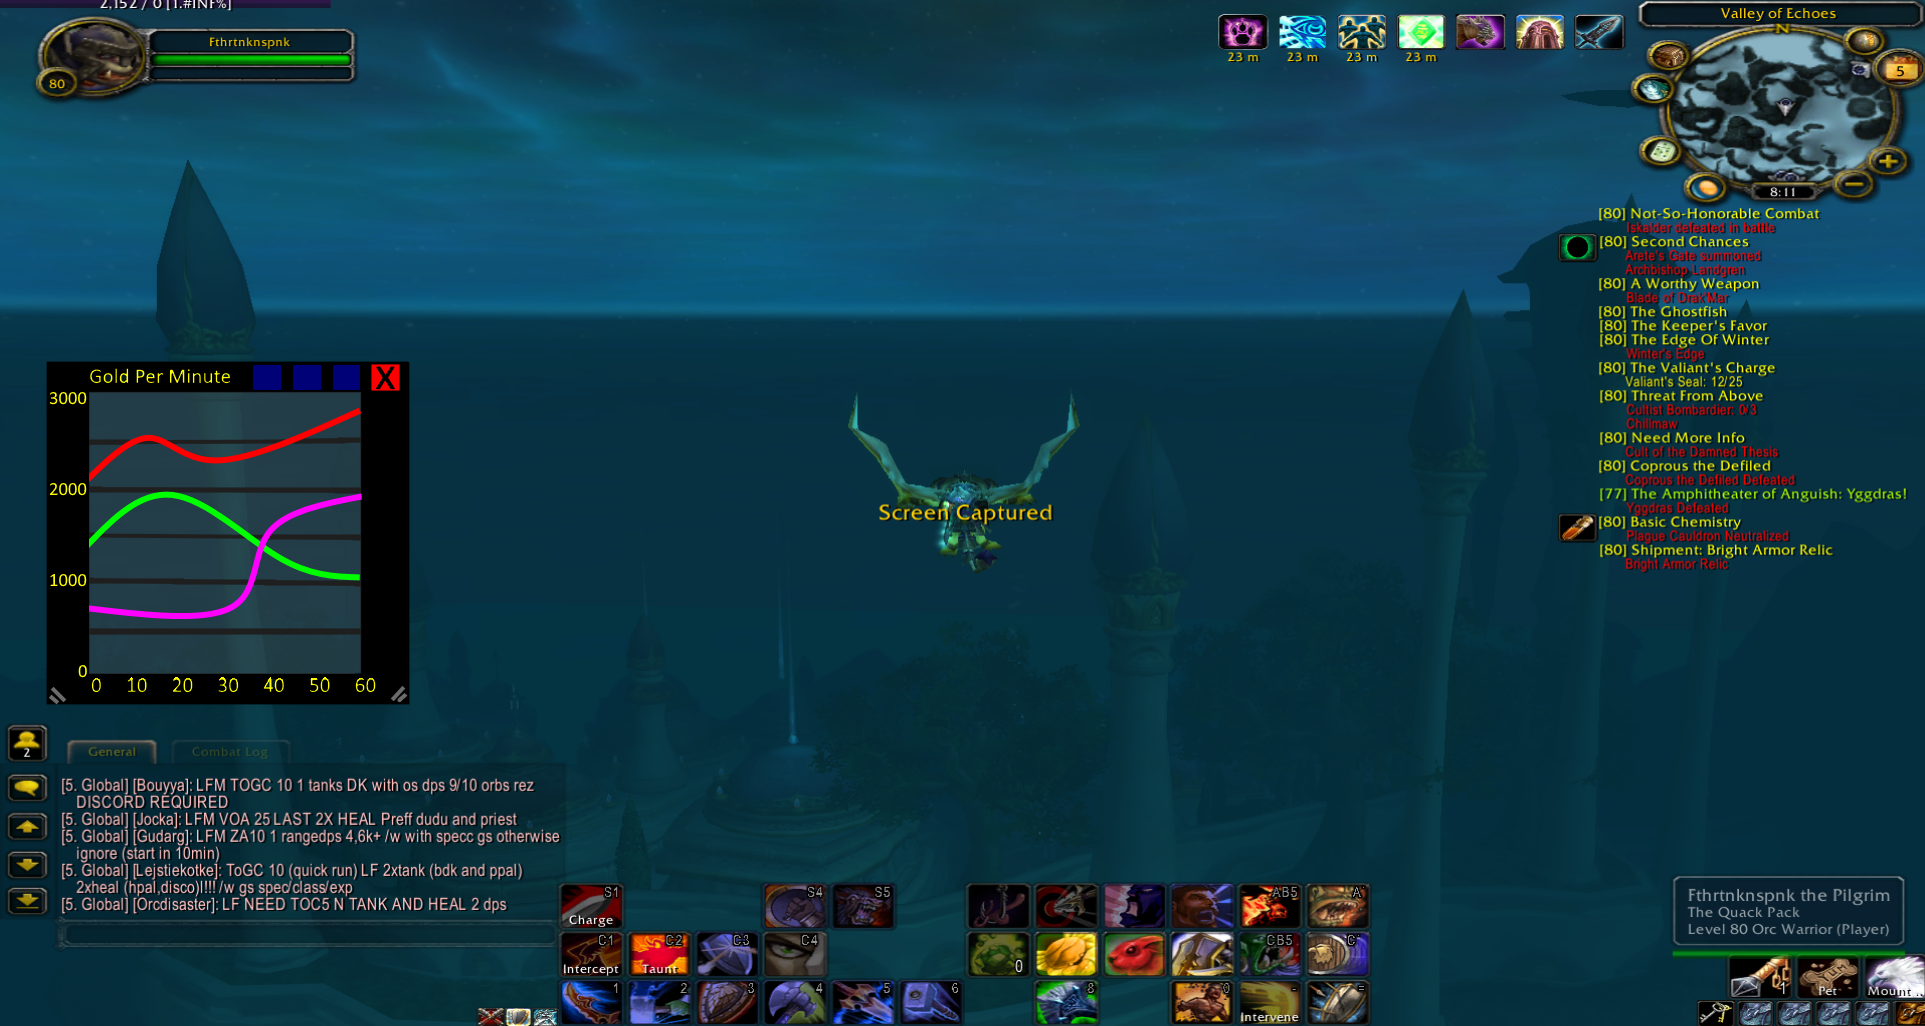 2,152 / 0 [1.#INF%]
Fthrtnknspnk
80
23 m
23 m
23 m
23 m
Valley of Echoes
N
5
8:11
[80] Not-So-Honorable Combat
Iskalder defeated in battle
[80] Second Chances
Arete's Gate summoned
Archbishop Landgren
[80] A Worthy Weapon
Blade of Drak'Mar
[80] The Ghostfish
[80] The Keeper's Favor
[80] The Edge Of Winter
Winter's Edge
[80] The Valiant's Charge
Valiant's Seal: 12/25
[80] Threat From Above
Cultist Bombardier: 0/3
Chillmaw
[80] Need More Info
Cult of the Damned Thesis
[80] Coprous the Defiled
Coprous the Defiled Defeated
[77] The Amphitheater of Anguish: Yggdras!
Yggdras Defeated
[80] Basic Chemistry
Plague Cauldron Neutralized
[80] Shipment: Bright Armor Relic
Bright Armor Relic
Gold Per Minute
X
3000
2000
1000
0
0 10 20 30 40 50 60
Screen Captured
2
General
Combat Log
[5. Global] [Bouyya]: LFM TOGC 10 1 tanks DK with os dps 9/10 orbs rez
DISCORD REQUIRED
[5. Global] [Jocka]: LFM VOA 25 LAST 2X HEAL Preff dudu and priest
[5. Global] [Gudarg]: LFM ZA10 1 rangedps 4,6k+ /w with specc gs otherwise
ignore (start in 10min)
[5. Global] [Lejstiekotke]: ToGC 10 (quick run) LF 2xtank (bdk and ppal)
2xheal (hpal,disco)!!!! /w gs spec/class/exp
[5. Global] [Orcdisaster]: LF NEED TOC5 N TANK AND HEAL 2 dps
S1 S4 S5 AB5 A'
Charge
C1 C2 C3 C4 CB5 C'
Intercept Taunt 0
1 2 3 4 5 6 8 0 - =
Intervene
Fthrtnknspnk the Pilgrim
The Quack Pack
Level 80 Orc Warrior (Player)
1
Pet
Mount